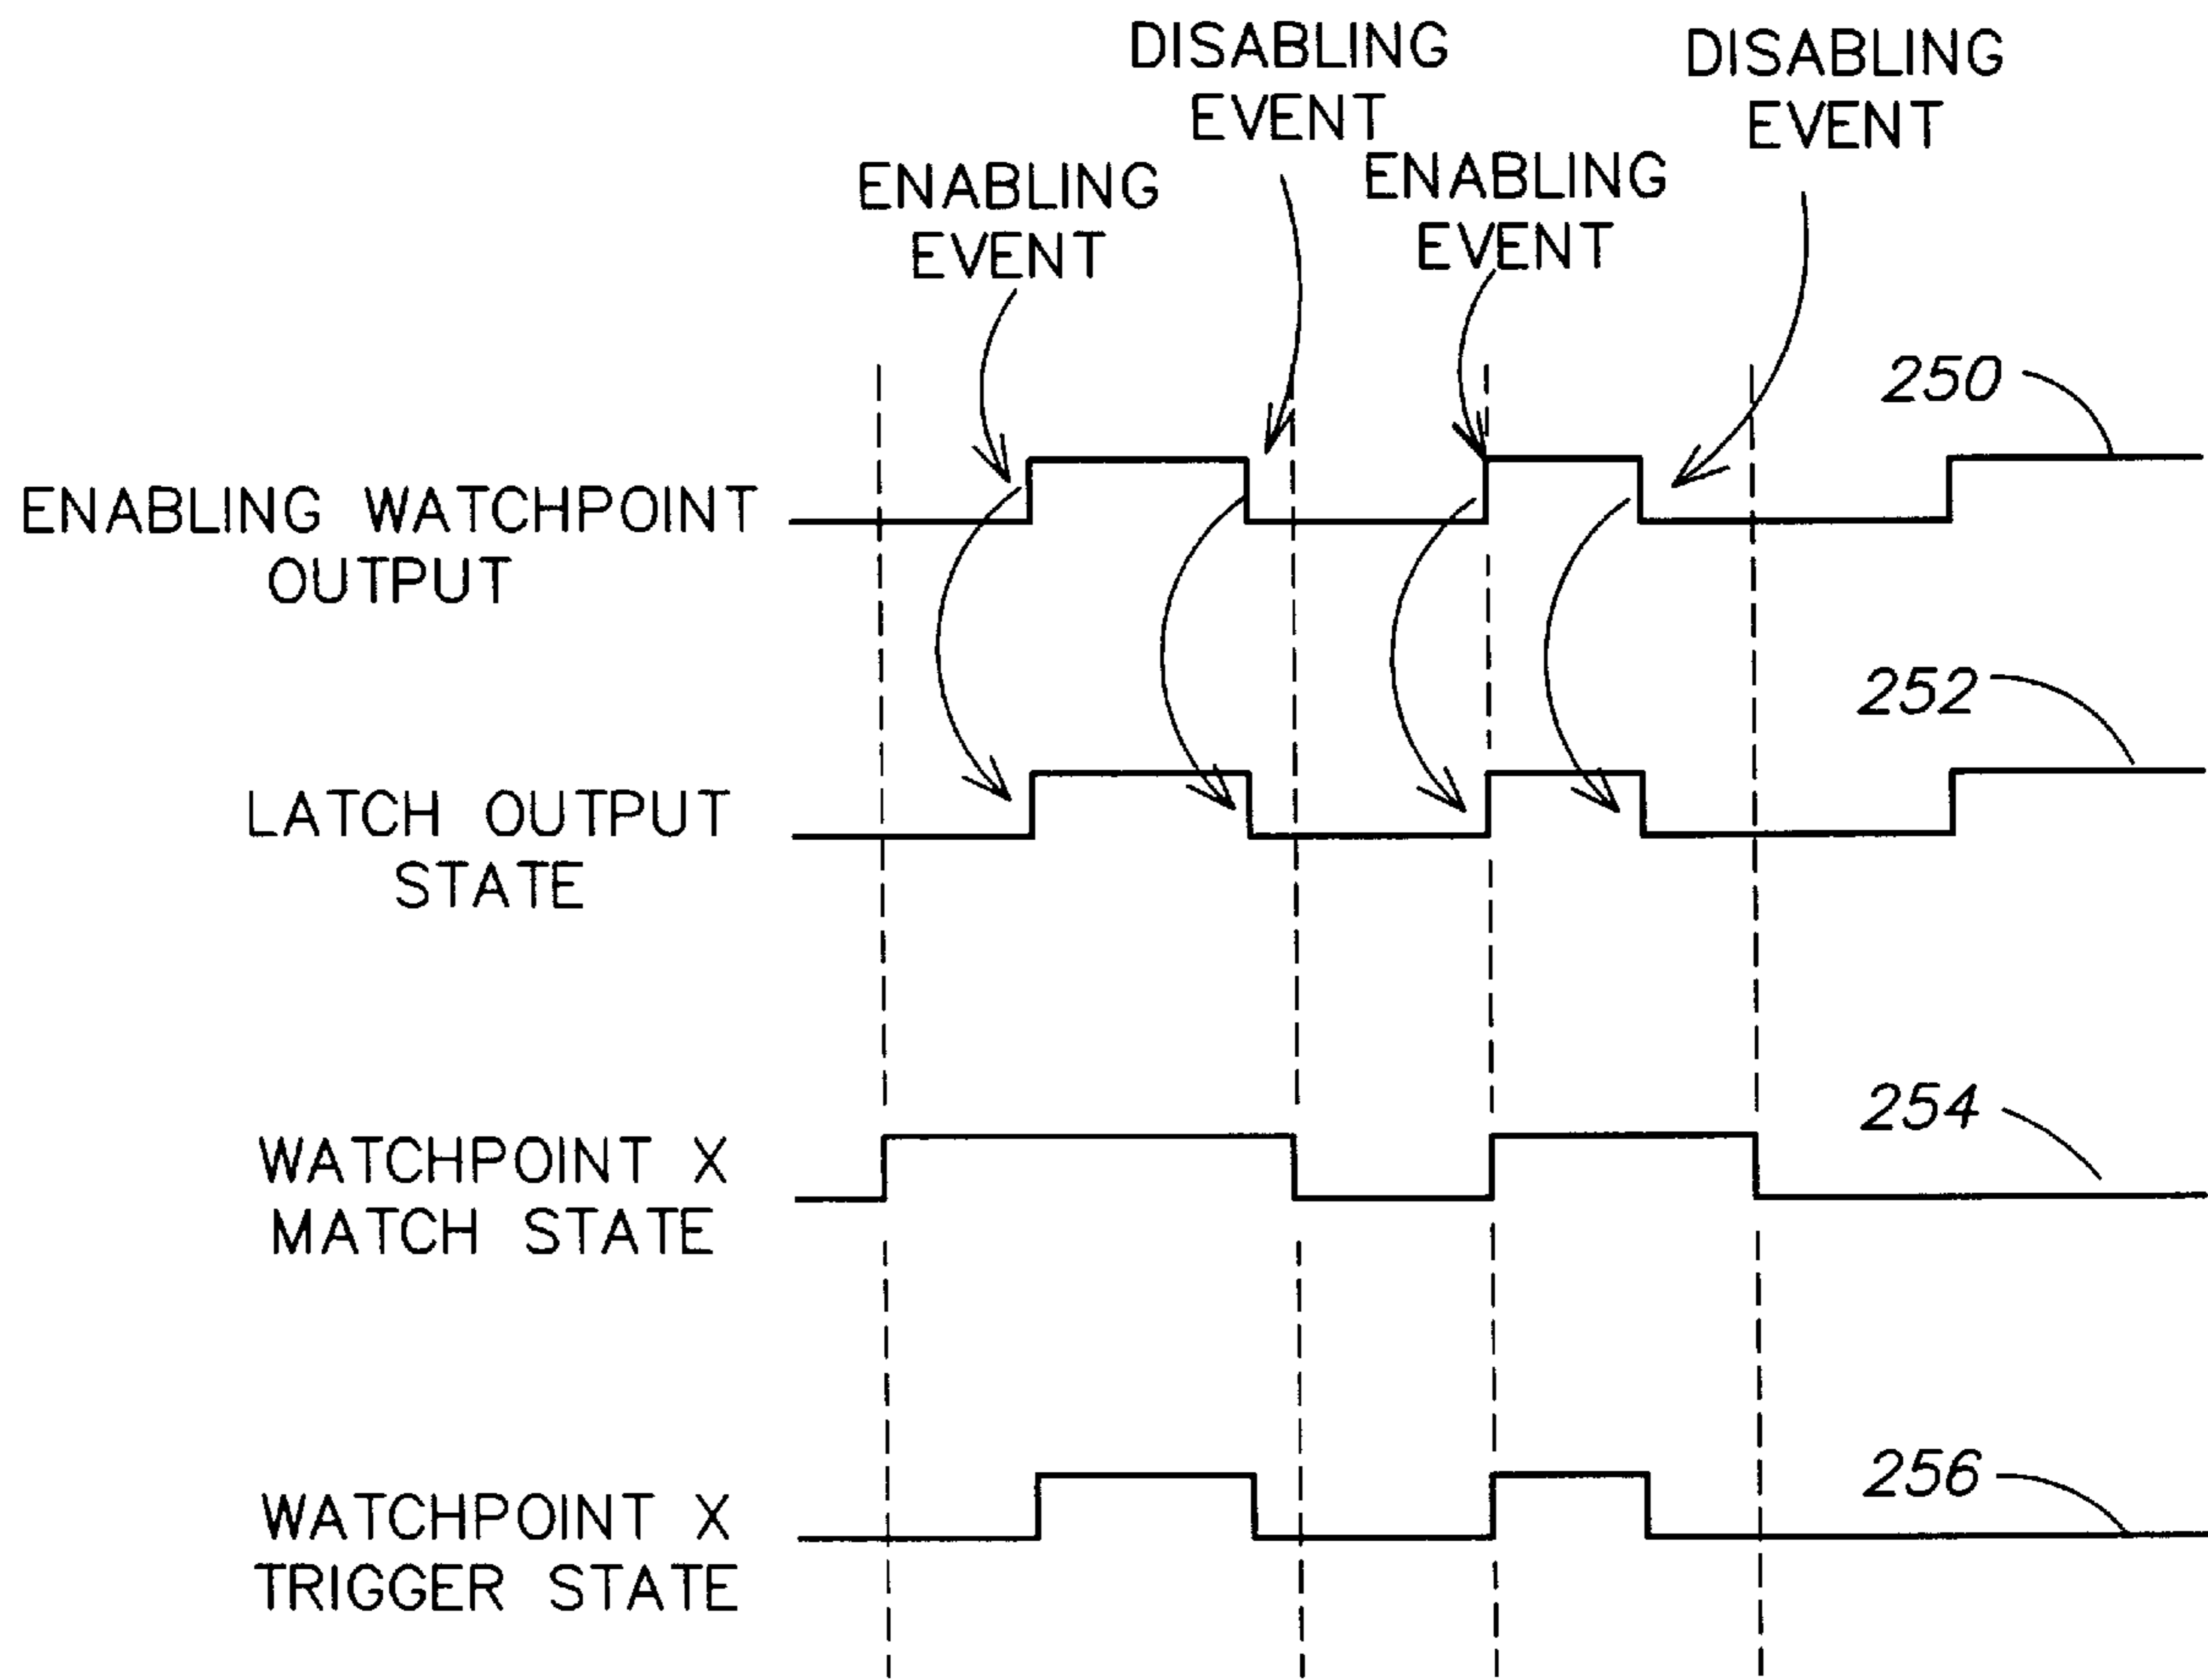 DISABLING
EVENT
DISABLING
EVENT
ENABLING
EVENT
ENABLING
EVENT
250
ENABLING WATCHPOINT
OUTPUT
252
LATCH OUTPUT
STATE
254
WATCHPOINT X
MATCH STATE
256
WATCHPOINT X
TRIGGER STATE